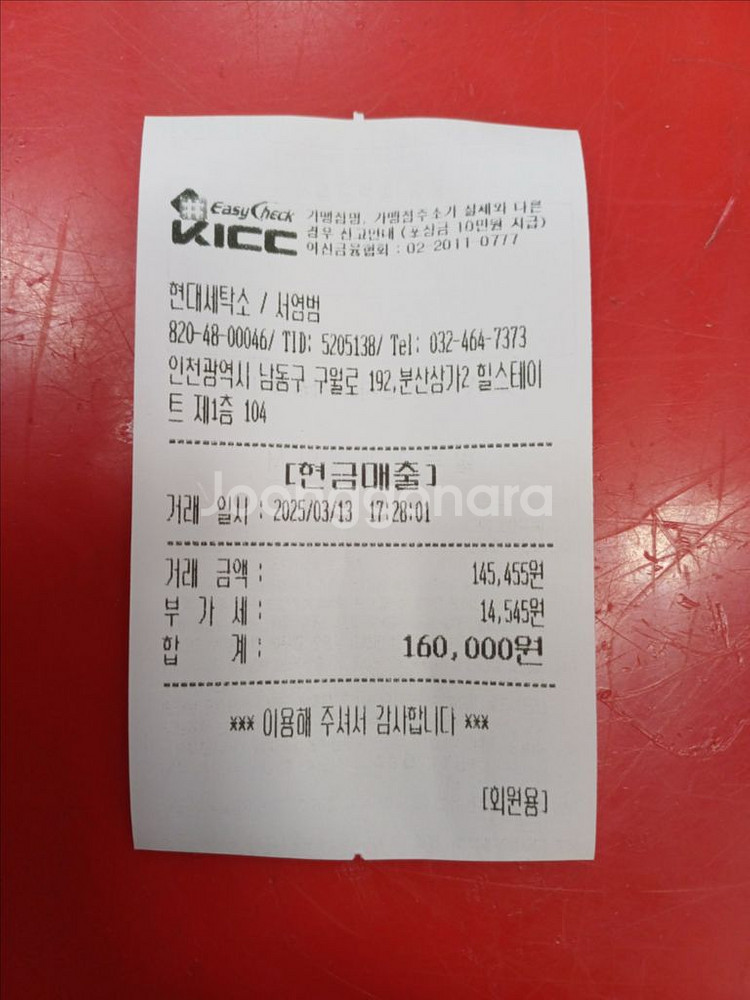 EasyCheck
KICC
가맹점명, 가맹점주소가 실제와 다른
경우 신고안내 (포상금 10만원 지급)
여신금융협회 : 02-2011-0777
현대세탁소 / 서염범
820-48-00046/ TID: 5205138/ Tel: 032-464-7373
인천광역시 남동구 구월로 192,분산상가2 힐스테이
트 제1층 104
[현금매출]
Joonggonara
거래 일시 : 2025/03/13 17:28:01
거래 금액 : 145,455원
부 가 세 : 14,545원
합 계 : 160,000원
*** 이용해 주셔서 감사합니다 ***
[회원용]